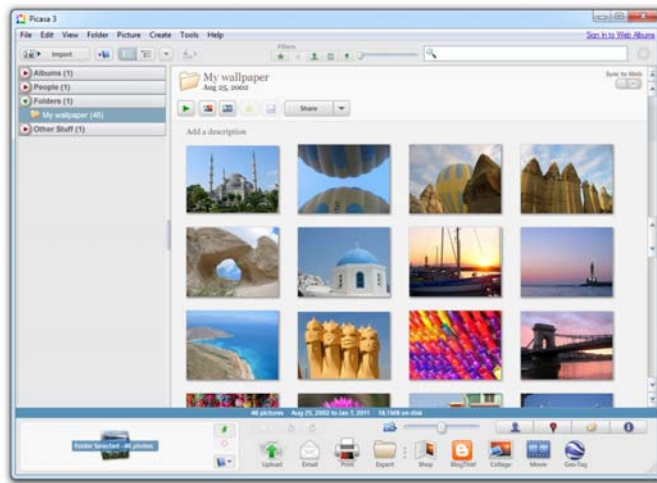 Picasa 3
File Edit View Folder Picture Create Tools Help
Sign In to Web Albums
Import
Filters
Albums (1)
People (1)
Folders (1)
My wallpaper (46)
Other Stuff (1)
My wallpaper
Aug 25, 2002
Sync to Web
Share
Add a description
46 pictures Aug 25, 2002 to Jan 7, 2011 18.1MB on disk
Folder Selected - 46 photos
Upload Email Print Export Shop BlogThis! Collage Movie Geo-Tag